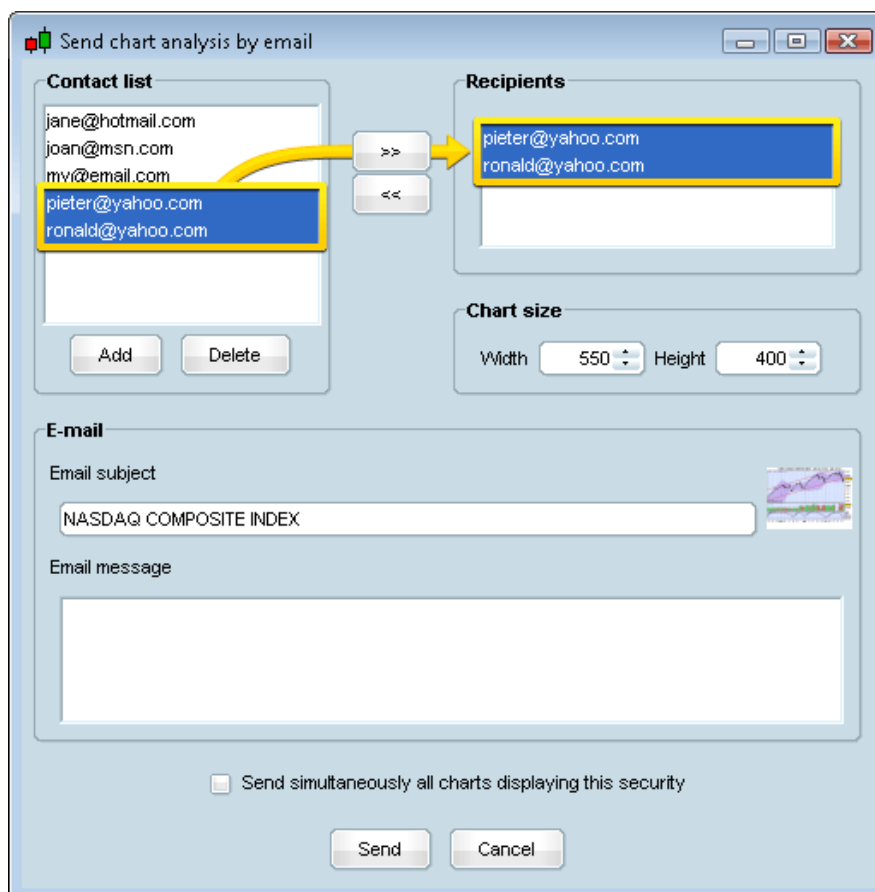 Send chart analysis by email
Contact list
jane@hotmail.com
joan@msn.com
my@email.com
pieter@yahoo.com
ronald@yahoo.com
Add
Delete
>>
<<
Recipients
pieter@yahoo.com
ronald@yahoo.com
Chart size
Width 550 Height 400
E-mail
Email subject
NASDAQ COMPOSITE INDEX
Email message
Send simultaneously all charts displaying this security
Send
Cancel